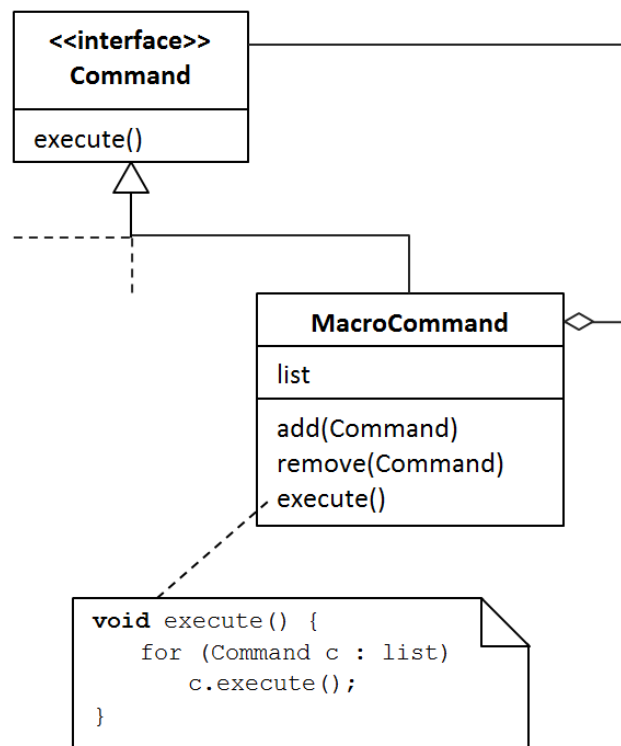 <<interface>>
Command
execute()
MacroCommand
list
add(Command)
remove(Command)
execute()
void execute() {
for (Command c : list)
c.execute();
}